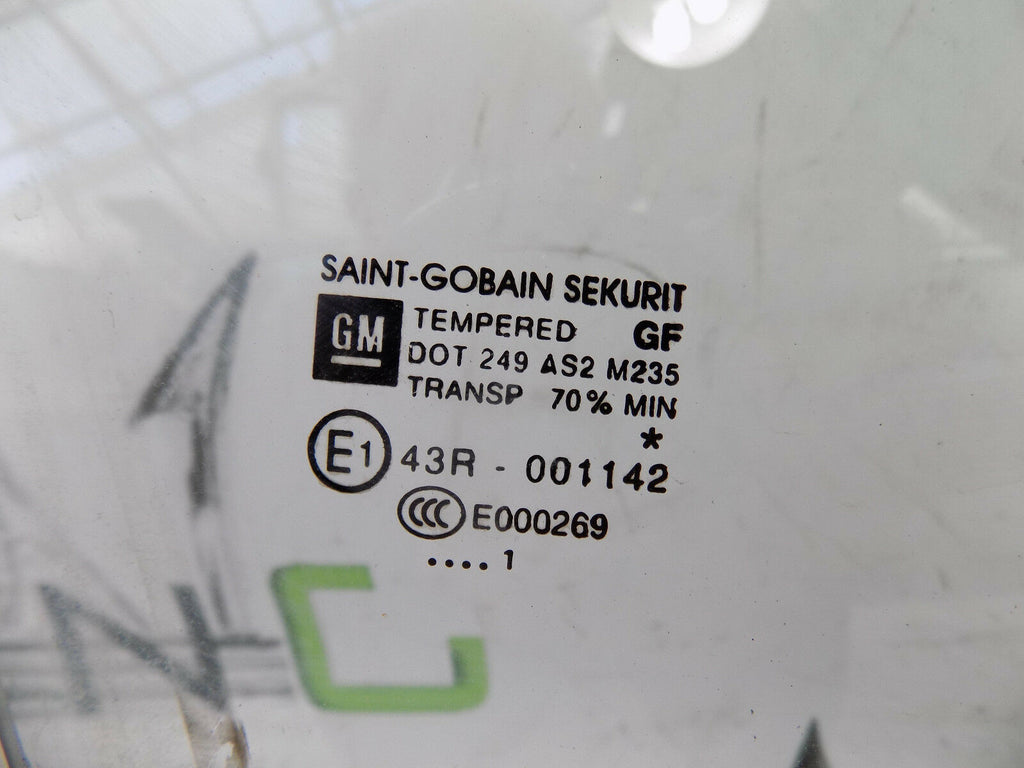 SAINT-GOBAIN SEKURIT
GM TEMPERED GF
DOT 249 AS2 M235
TRANSP 70% MIN
*
E1 43R - 001142
CCC E000269
.... 1
NG